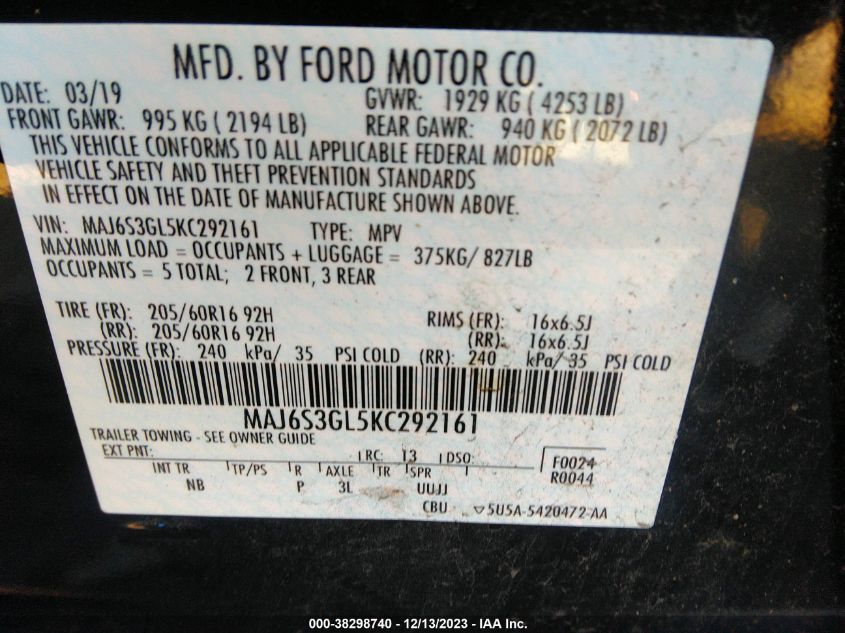 MFD. BY FORD MOTOR CO.
DATE: 03/19 GVWR: 1929 KG ( 4253 LB)
FRONT GAWR: 995 KG ( 2194 LB) REAR GAWR: 940 KG ( 2072 LB)
THIS VEHICLE CONFORMS TO ALL APPLICABLE FEDERAL MOTOR
VEHICLE SAFETY AND THEFT PREVENTION STANDARDS
IN EFFECT ON THE DATE OF MANUFACTURE SHOWN ABOVE.
VIN: MAJ6S3GL5KC292161 TYPE: MPV
MAXIMUM LOAD = OCCUPANTS + LUGGAGE = 375KG/ 827LB
OCCUPANTS = 5 TOTAL; 2 FRONT, 3 REAR
TIRE (FR): 205/60R16 92H RIMS (FR): 16x6.5J
(RR): 205/60R16 92H (RR): 16x6.5J
PRESSURE (FR): 240 kPa/ 35 PSI COLD (RR): 240 kPa/ 35 PSI COLD
MAJ6S3GL5KC292161
TRAILER TOWING - SEE OWNER GUIDE
EXT PNT: RC: 13 DSO: F0024
INT TR TP/PS R AXLE TR SPR R0044
NB P 3L UUJJ
CBU ▽5U5A-5420472-AA
000-38298740 - 12/13/2023 - IAA Inc.